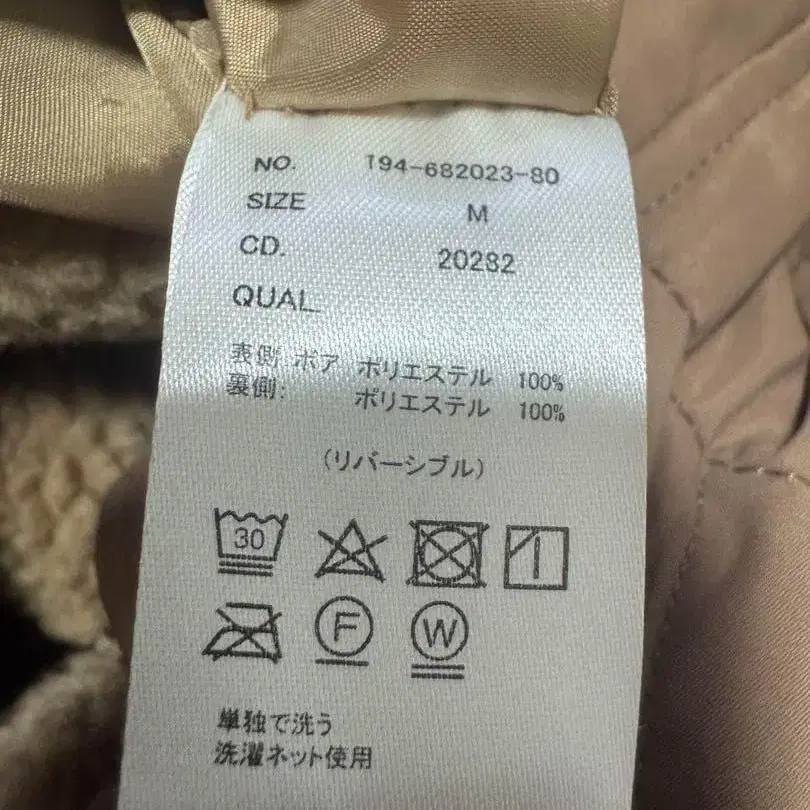 NO. T94-682023-80
SIZE M
CD. 20282
QUAL.
表側:ボア ポリエステル 100%
裏側: ポリエステル 100%
(リバーシブル)
30
F W
単独で洗う
洗濯ネット使用